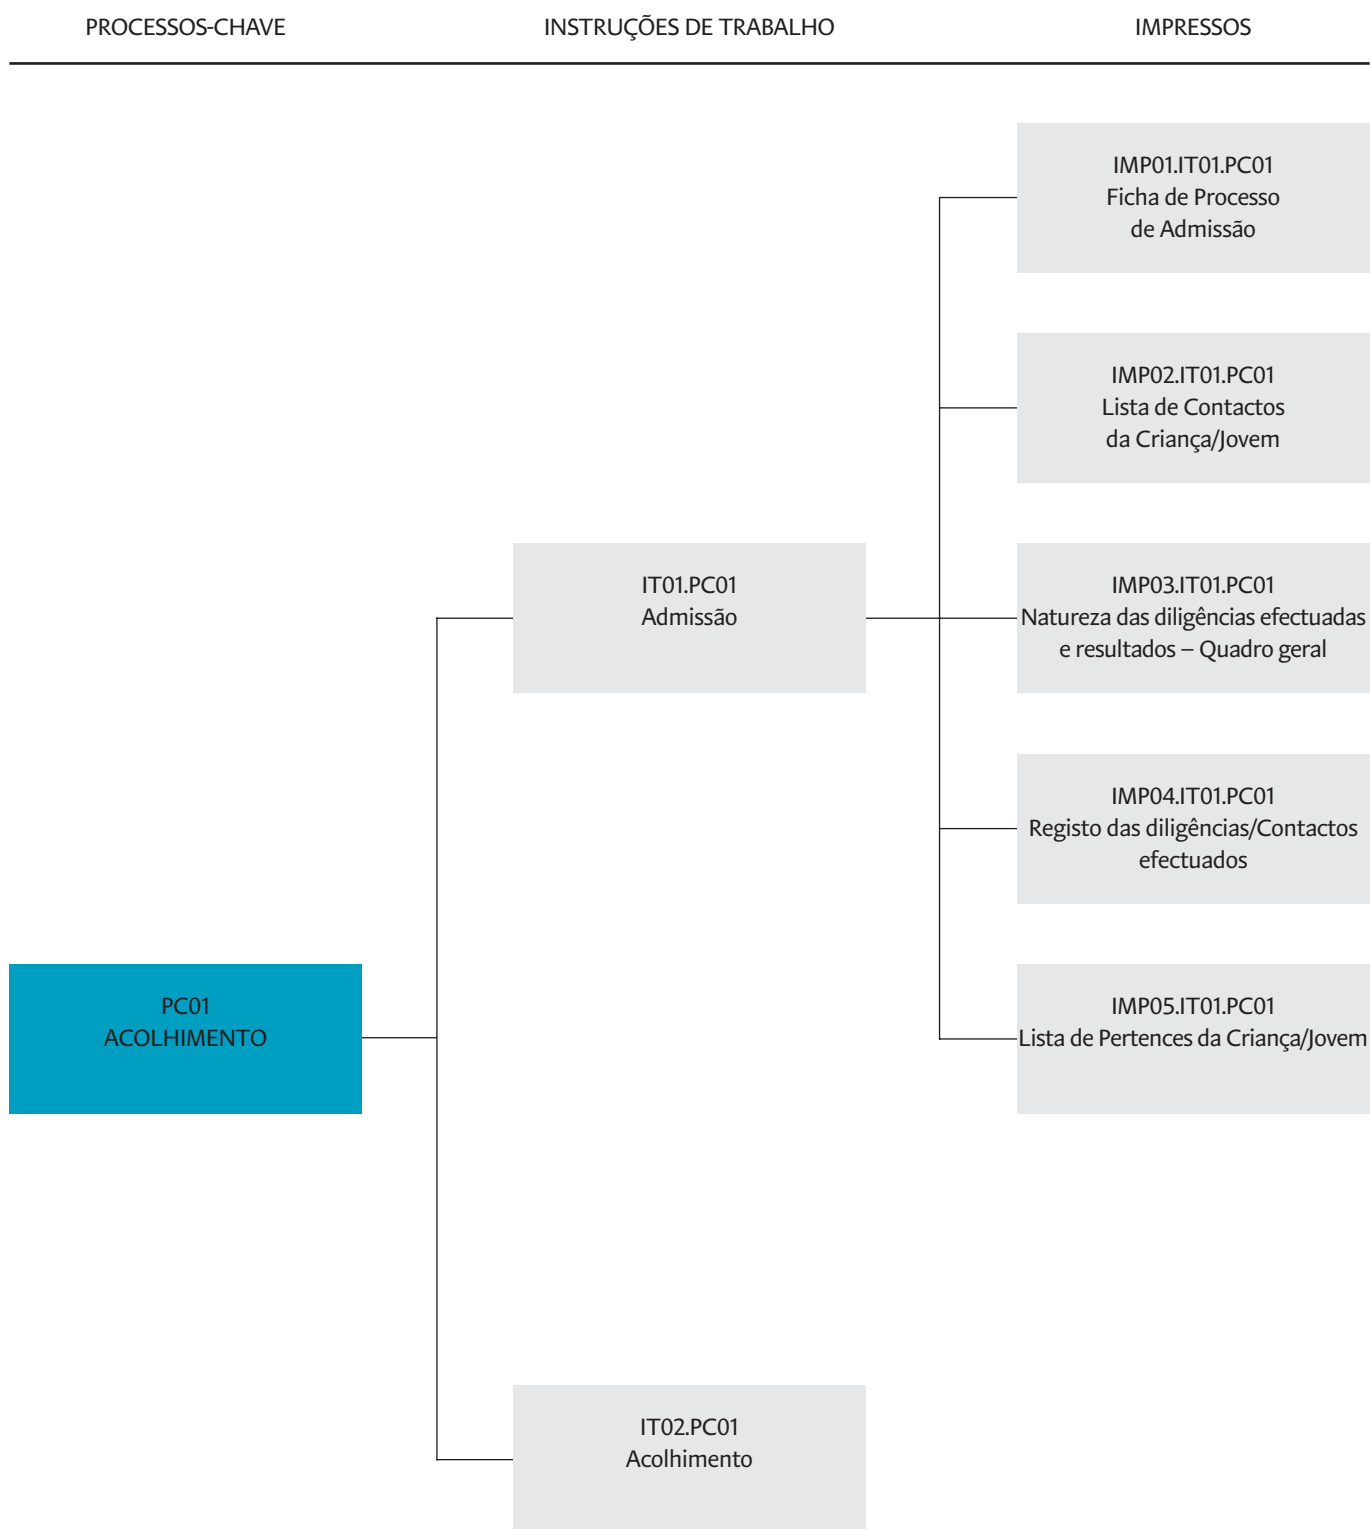 PROCESSOS-CHAVE
INSTRUÇÕES DE TRABALHO
IMPRESSOS
IMP01.IT01.PC01
Ficha de Processo
de Admissão
IMP02.IT01.PC01
Lista de Contactos
da Criança/Jovem
IT01.PC01
Admissão
IMP03.IT01.PC01
Natureza das diligências efectuadas
e resultados – Quadro geral
IMP04.IT01.PC01
Registo das diligências/Contactos
efectuados
PC01
ACOLHIMENTO
IMP05.IT01.PC01
Lista de Pertences da Criança/Jovem
IT02.PC01
Acolhimento